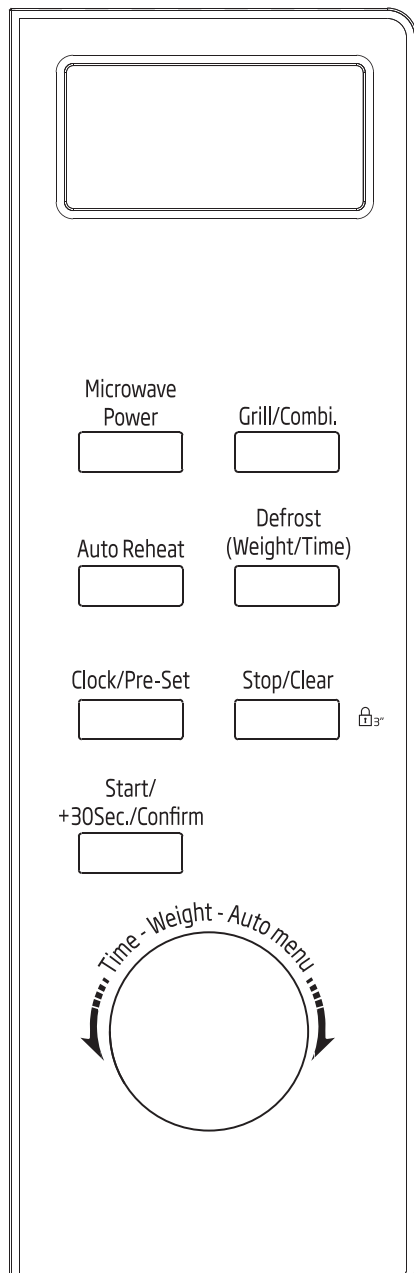 Microwave
Power
Grill/Combi.
Auto Reheat
Defrost
(Weight/Time)
Clock/Pre-Set
Stop/Clear
3"
Start/
+30Sec./Confirm
Time - Weight - Auto menu